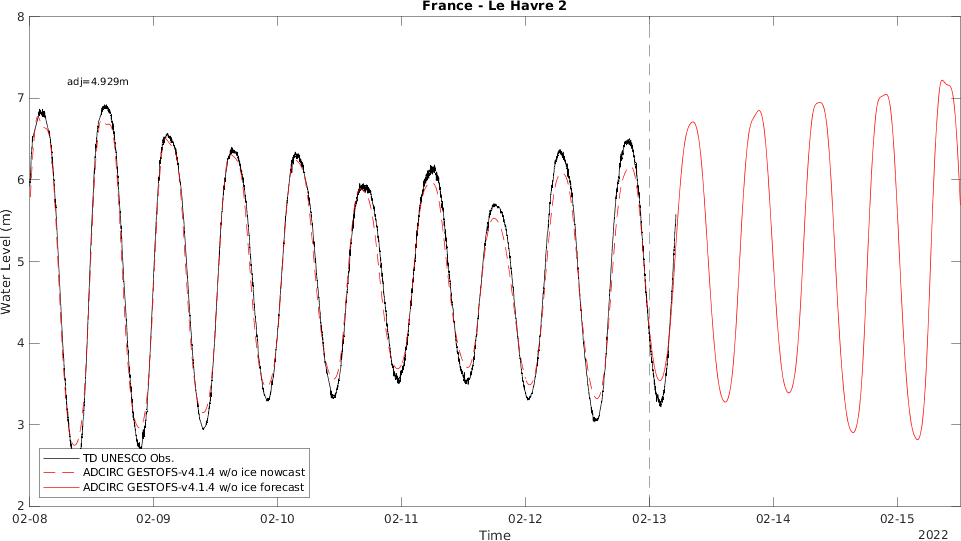 France - Le Havre 2
8
adj=4.929m
7
6
5
4
3
2
Water Level (m)
TD UNESCO Obs.
ADCIRC GESTOFS-v4.1.4 w/o ice nowcast
ADCIRC GESTOFS-v4.1.4 w/o ice forecast
02-08 02-09 02-10 02-11 02-12 02-13 02-14 02-15
Time
2022